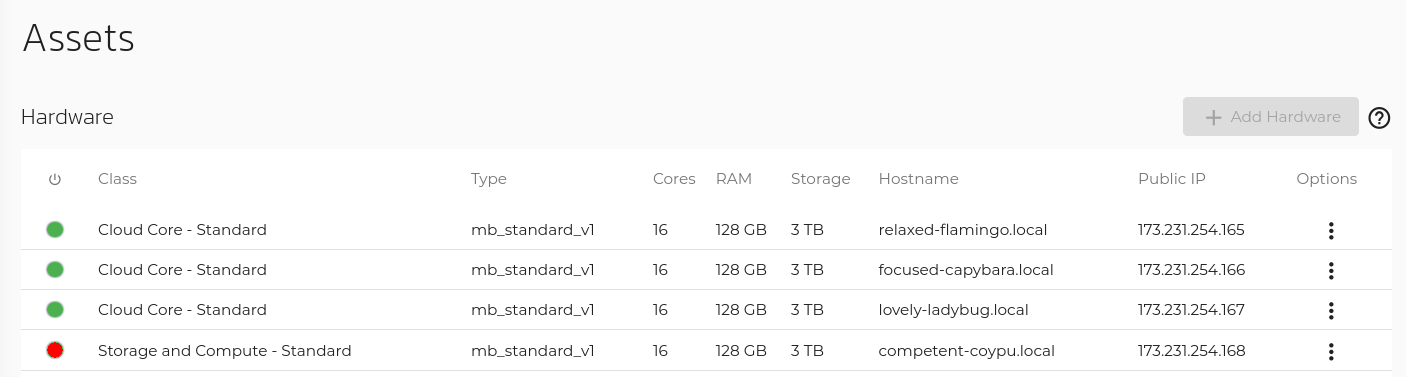 Assets
Hardware + Add Hardware ?
Class Type Cores RAM Storage Hostname Public IP Options
Cloud Core - Standard mb_standard_v1 16 128 GB 3 TB relaxed-flamingo.local 173.231.254.165
Cloud Core - Standard mb_standard_v1 16 128 GB 3 TB focused-capybara.local 173.231.254.166
Cloud Core - Standard mb_standard_v1 16 128 GB 3 TB lovely-ladybug.local 173.231.254.167
Storage and Compute - Standard mb_standard_v1 16 128 GB 3 TB competent-coypu.local 173.231.254.168